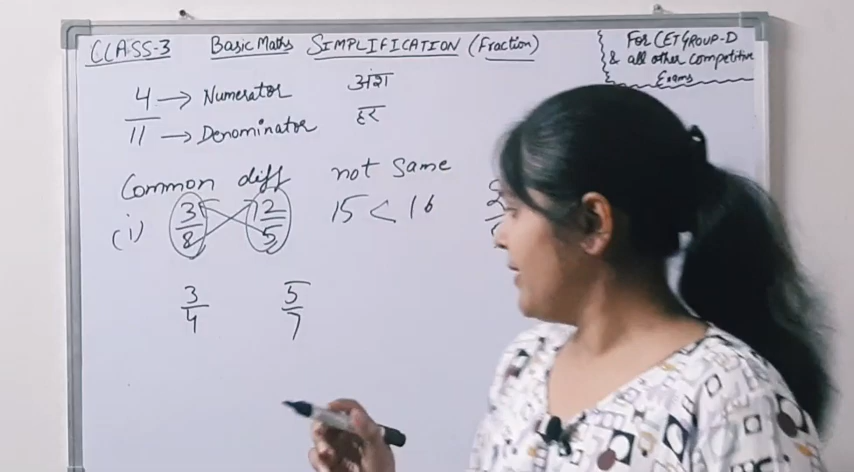 CLASS-3 Basic Maths SIMPLIFICATION (Fraction)
For CET GROUP-D
& all other competitive
Exams
4/11 → Numerator अंश
→ Denominator हर
Common diff not same
(i) 3/8 2/5 15 < 16
3/4 5/7